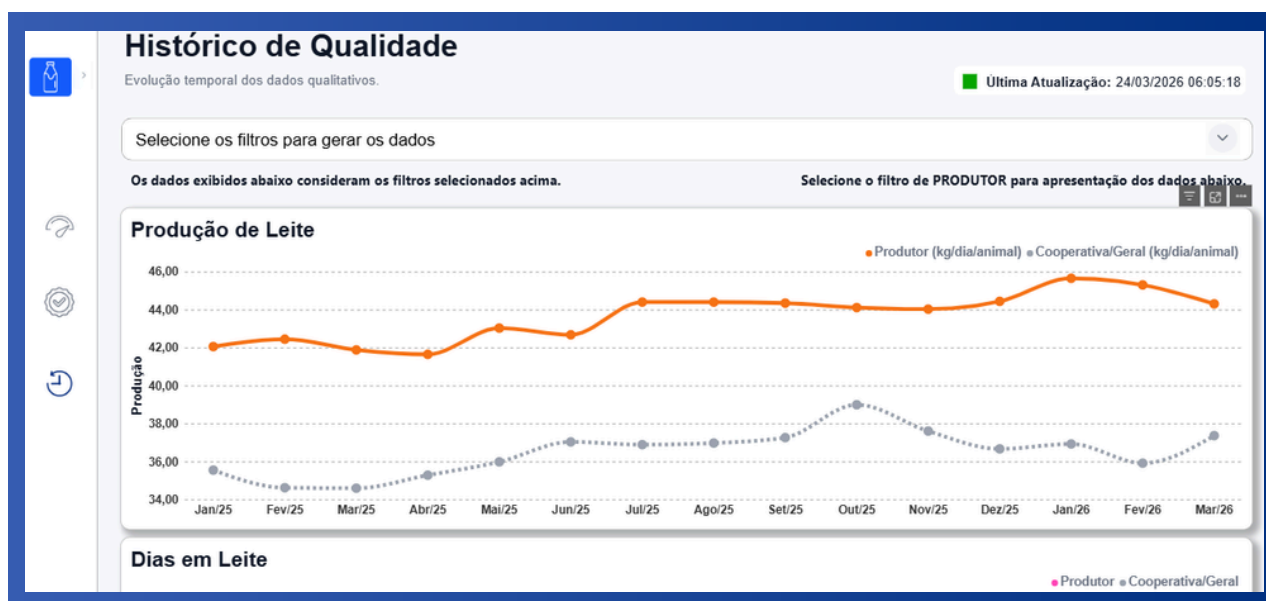 Histórico de Qualidade
Evolução temporal dos dados qualitativos.
Última Atualização: 24/03/2026 06:05:18
Selecione os filtros para gerar os dados
Os dados exibidos abaixo consideram os filtros selecionados acima.
Selecione o filtro de PRODUTOR para apresentação dos dados abaixo.
Produção de Leite
Produtor (kg/dia/animal) Cooperativa/Geral (kg/dia/animal)
46,00
44,00
42,00
40,00
38,00
36,00
34,00
Produção
Jan/25 Fev/25 Mar/25 Abr/25 Mai/25 Jun/25 Jul/25 Ago/25 Set/25 Out/25 Nov/25 Dez/25 Jan/26 Fev/26 Mar/26
Dias em Leite
Produtor Cooperativa/Geral